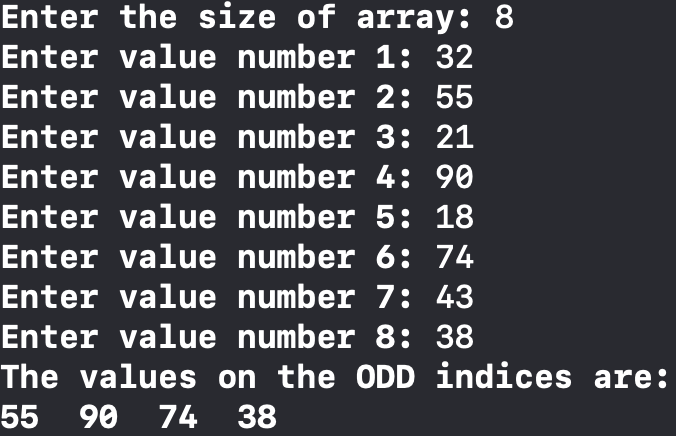 Enter the size of array: 8
Enter value number 1: 32
Enter value number 2: 55
Enter value number 3: 21
Enter value number 4: 90
Enter value number 5: 18
Enter value number 6: 74
Enter value number 7: 43
Enter value number 8: 38
The values on the ODD indices are:
55  90  74  38